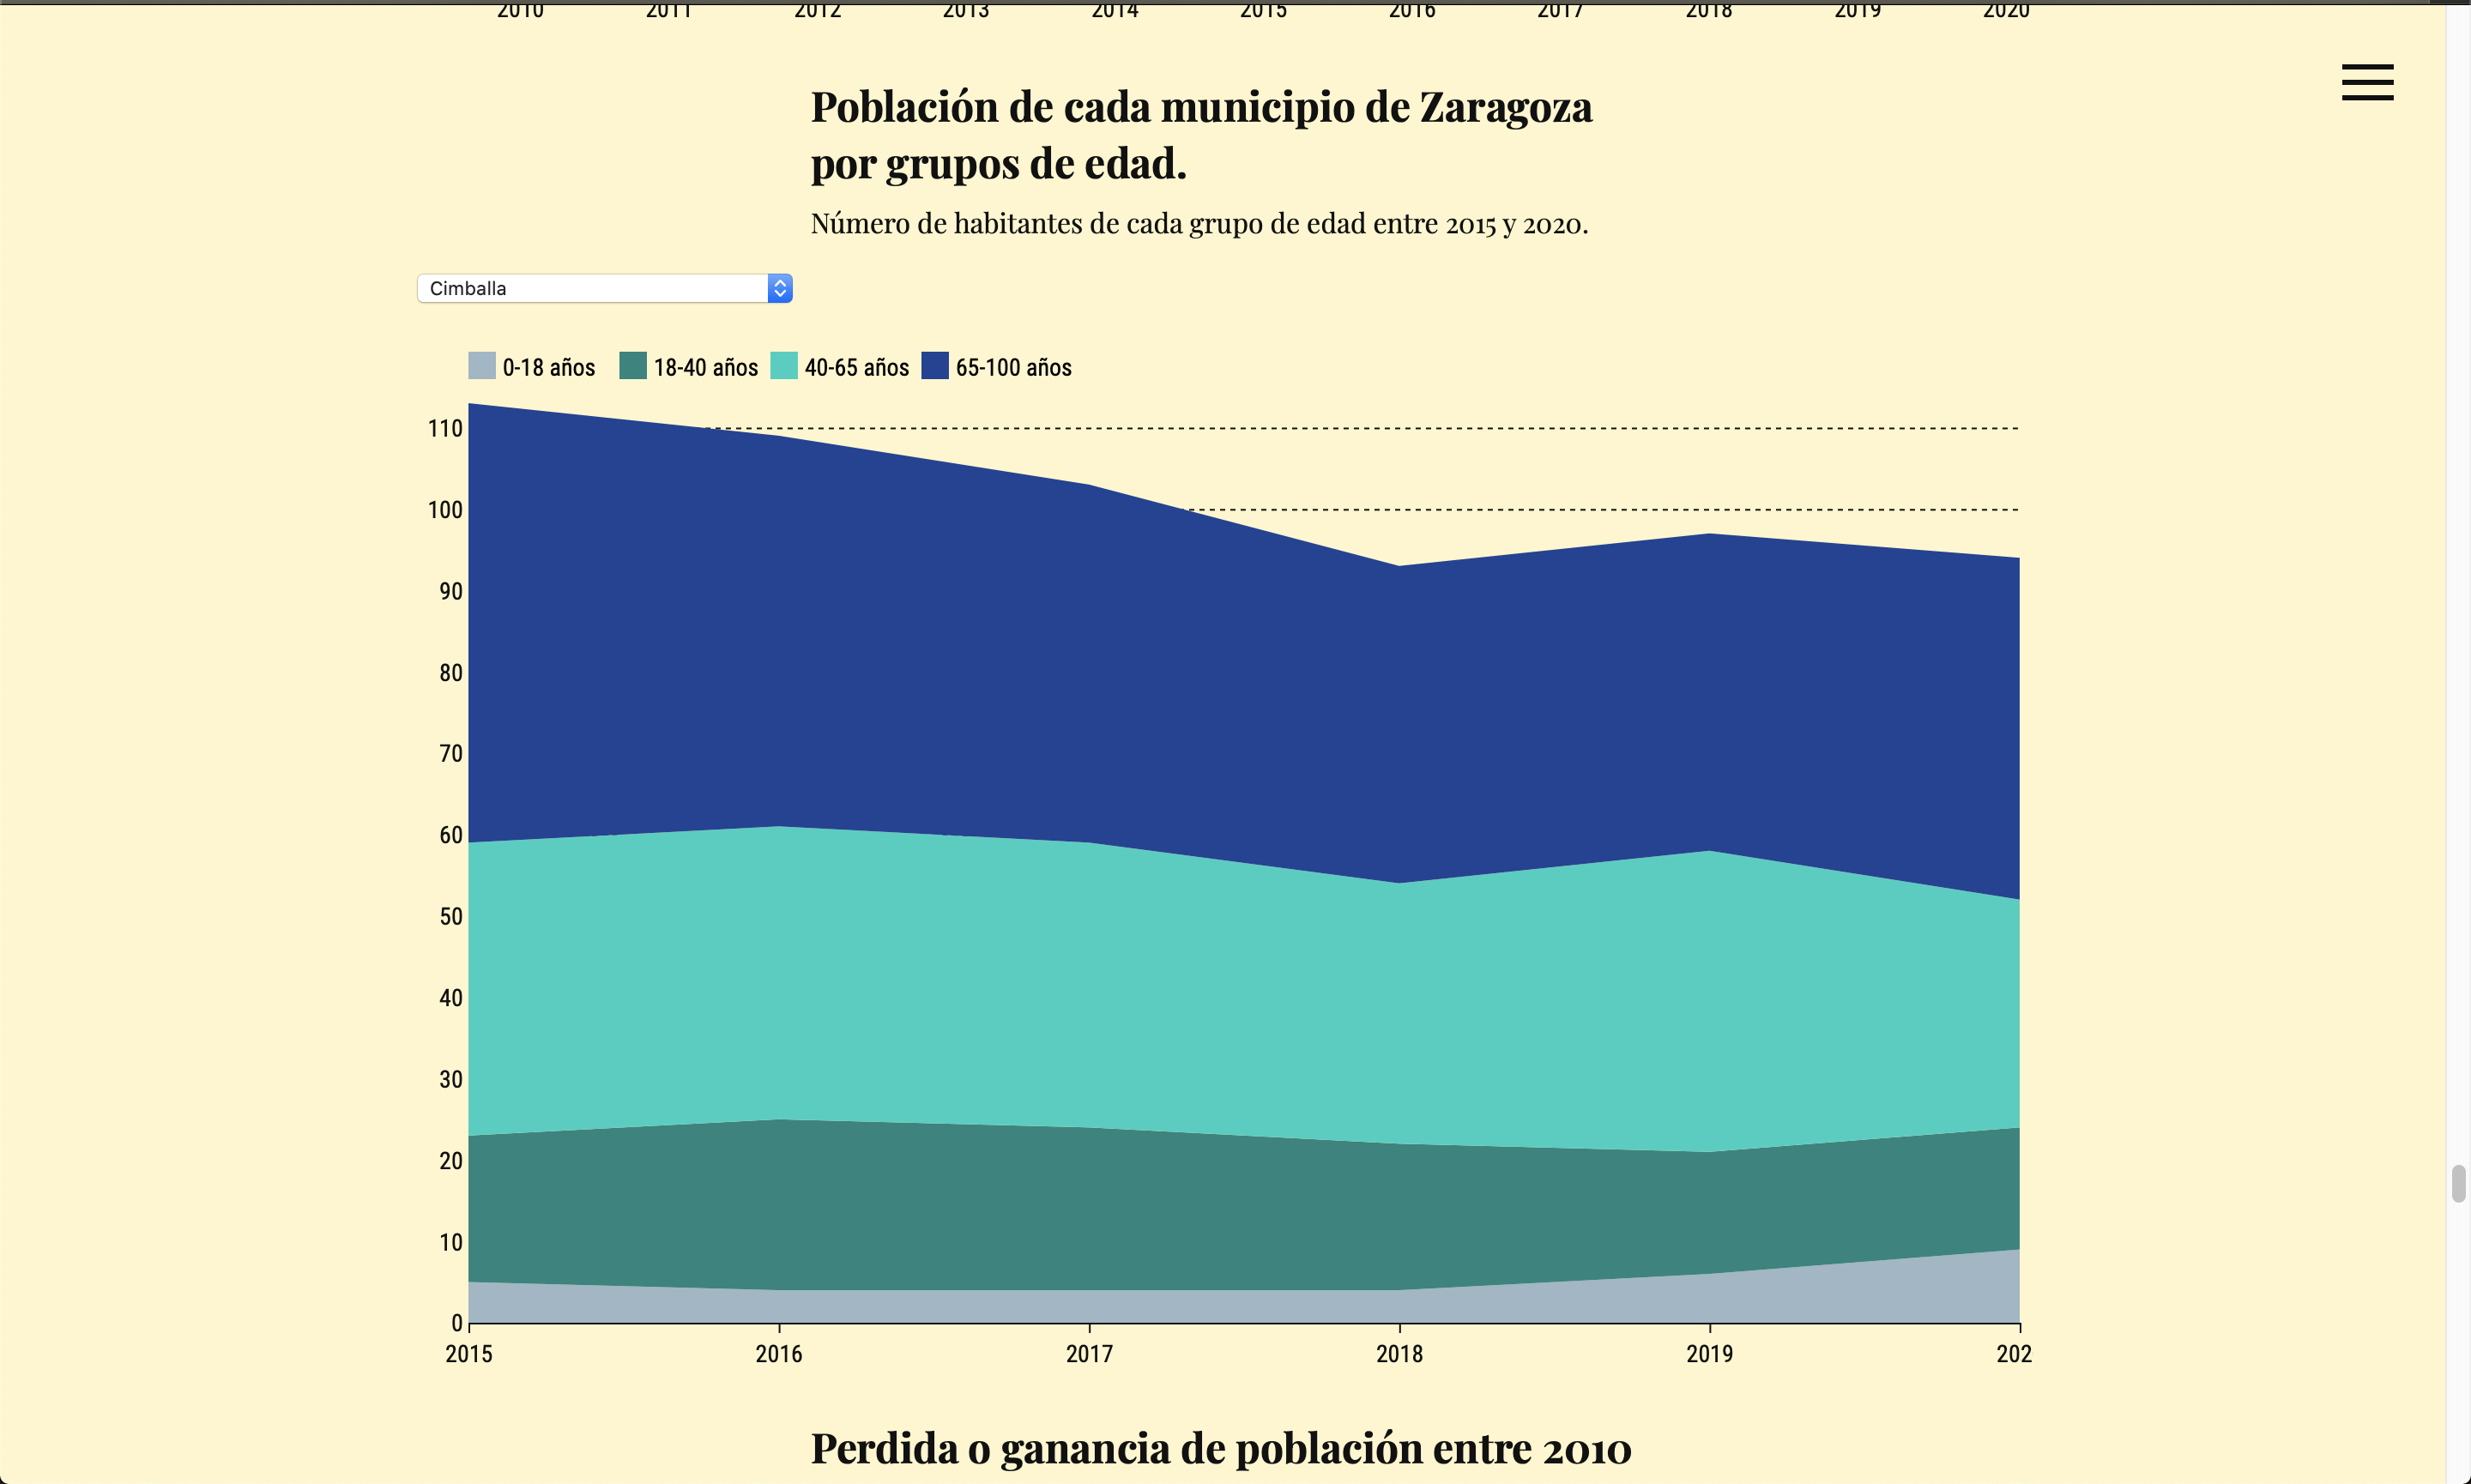 2010 2011 2012 2013 2014 2015 2016 2017 2018 2019 2020
Población de cada municipio de Zaragoza
por grupos de edad.
Número de habitantes de cada grupo de edad entre 2015 y 2020.
Cimballa
0-18 años 18-40 años 40-65 años 65-100 años
110
100
90
80
70
60
50
40
30
20
10
0
2015 2016 2017 2018 2019 202
Perdida o ganancia de población entre 2010